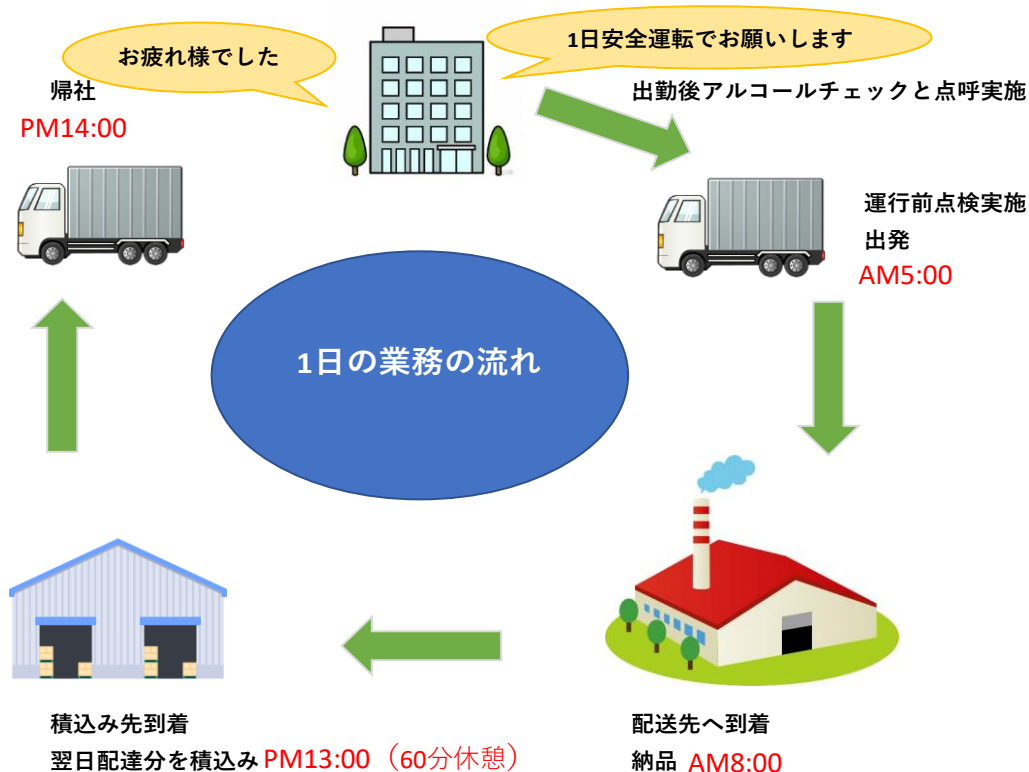 お疲れ様でした
1日安全運転でお願いします
帰社
PM14:00
出勤後アルコールチェックと点呼実施
運行前点検実施
出発
AM5:00
1日の業務の流れ
積込み先到着
翌日配達分を積込み PM13:00（60分休憩）
配送先へ到着
納品 AM8:00